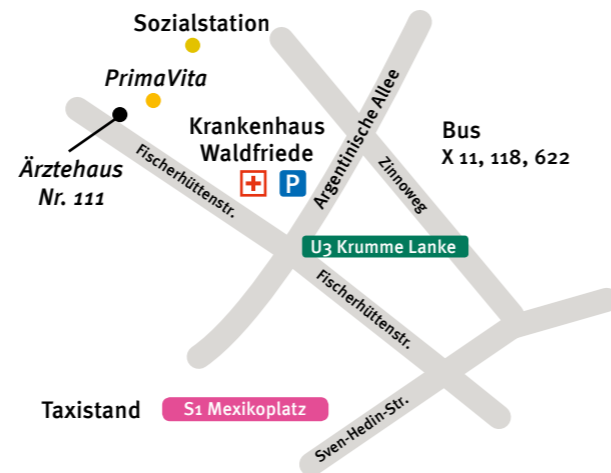 Sozialstation
PrimaVita
Ärztehaus
Nr. 111
Krankenhaus
Waldfriede
P
Fischerhüttenstr.
Argentinische Allee
Zinnoweg
Bus
X 11, 118, 622
U3 Krumme Lanke
Fischerhüttenstr.
Taxistand
S1 Mexikoplatz
Sven-Hedin-Str.